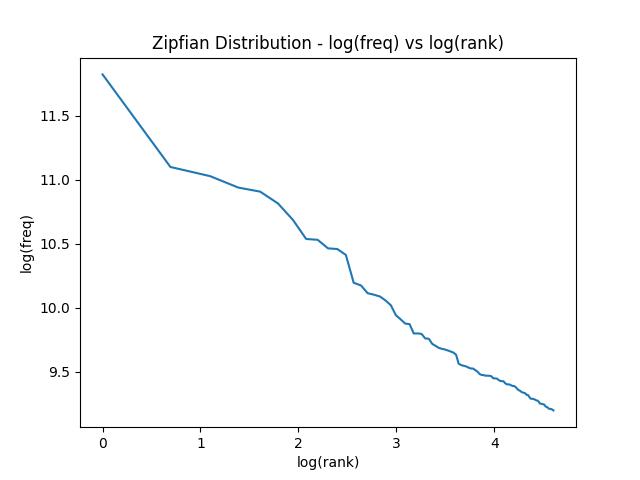 Zipfian Distribution - log(freq) vs log(rank)
11.5
11.0
10.5
10.0
9.5
log(freq)
0 1 2 3 4
log(rank)